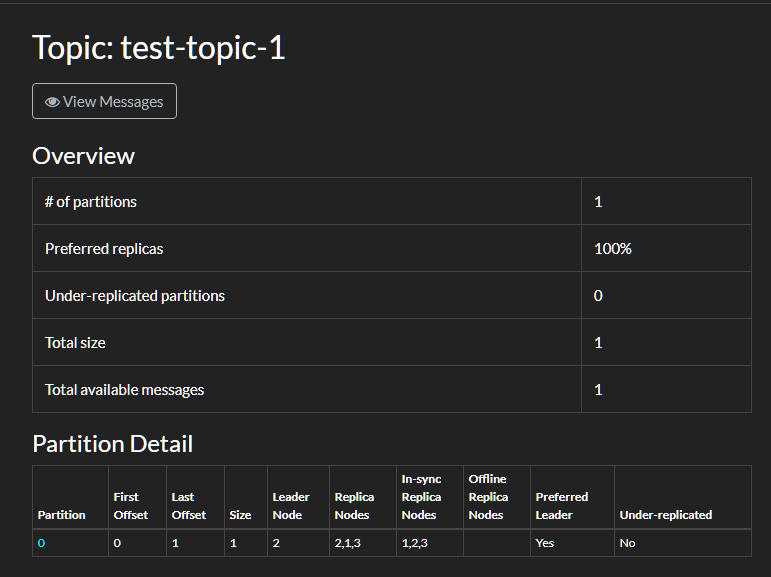 Topic: test-topic-1
View Messages
Overview
# of partitions 1
Preferred replicas 100%
Under-replicated partitions 0
Total size 1
Total available messages 1
Partition Detail
Partition First Offset Last Offset Size Leader Node Replica Nodes In-sync Replica Nodes Offline Replica Nodes Preferred Leader Under-replicated
0 0 1 1 2 2,1,3 1,2,3 Yes No